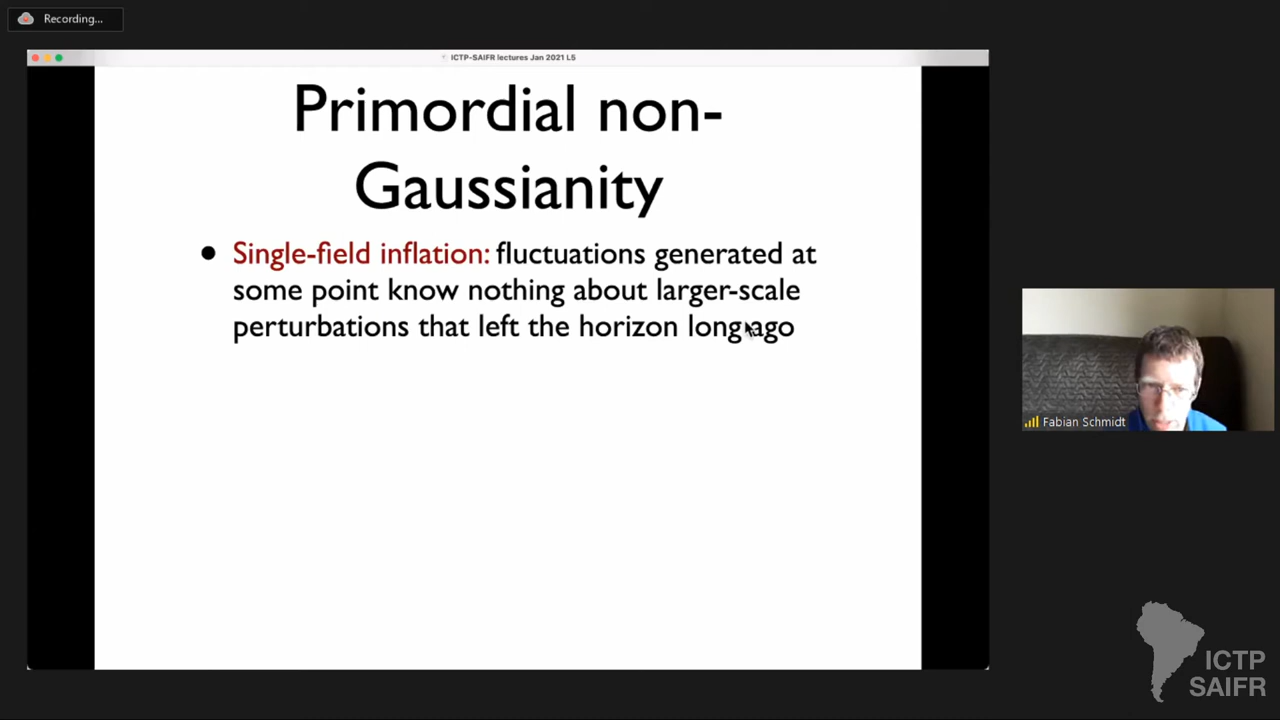 Recording...
ICTP-SAIFR lectures Jan 2021 L5
Primordial non-
Gaussianity
• Single-field inflation: fluctuations generated at
some point know nothing about larger-scale
perturbations that left the horizon long ago
Fabian Schmidt
ICTP
SAIFR